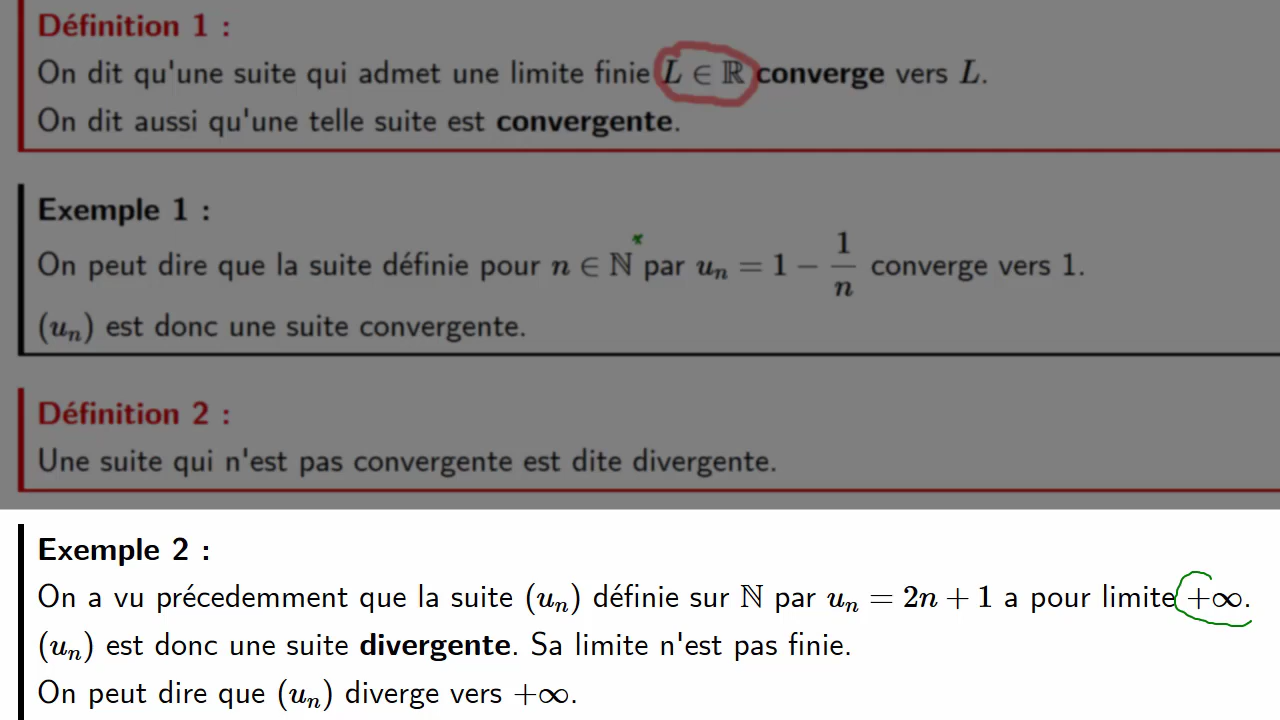 Définition 1 :
On dit qu'une suite qui admet une limite finie L ∈ ℝ converge vers L.
On dit aussi qu'une telle suite est convergente.
Exemple 1 :
On peut dire que la suite définie pour n ∈ ℕ* par uₙ = 1 − 1/n converge vers 1.
(uₙ) est donc une suite convergente.
Définition 2 :
Une suite qui n'est pas convergente est dite divergente.
Exemple 2 :
On a vu précedemment que la suite (uₙ) définie sur ℕ par uₙ = 2n + 1 a pour limite +∞.
(uₙ) est donc une suite divergente. Sa limite n'est pas finie.
On peut dire que (uₙ) diverge vers +∞.